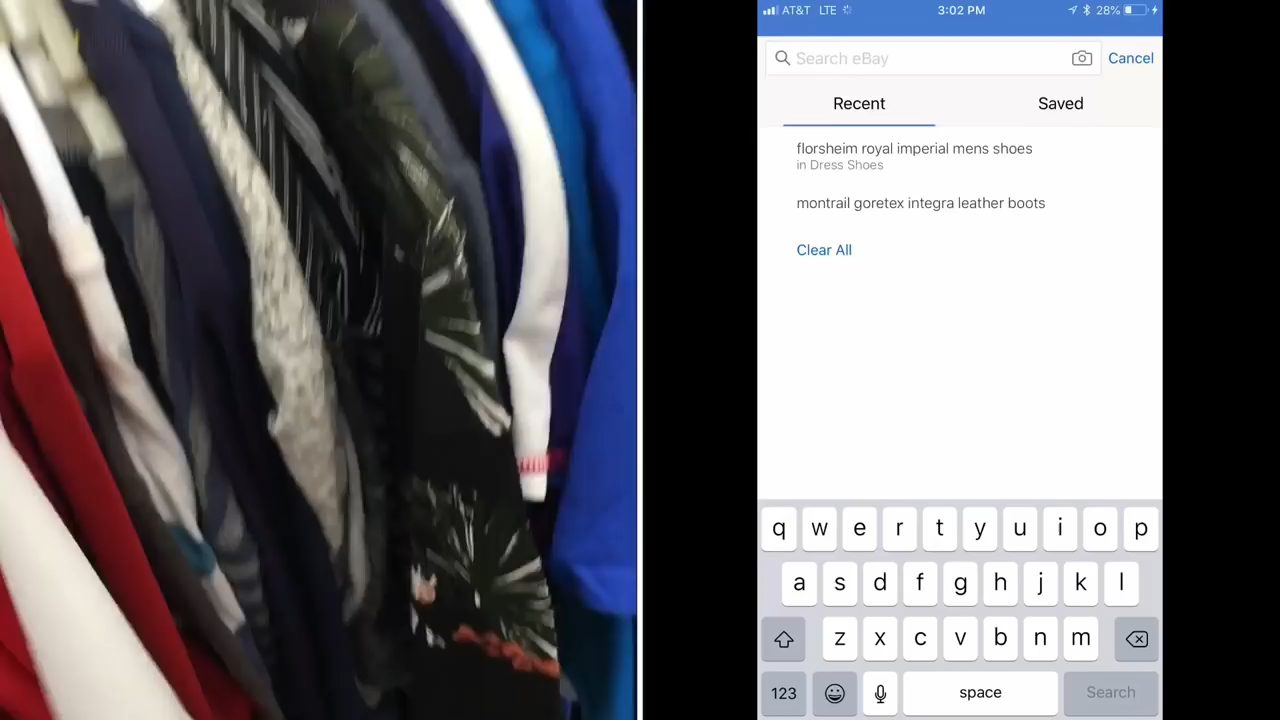 AT&T LTE 3:02 PM 28%
Search eBay Cancel
Recent Saved
florsheim royal imperial mens shoes
in Dress Shoes
montrail goretex integra leather boots
Clear All
q w e r t y u i o p
a s d f g h j k l
z x c v b n m
123 space Search